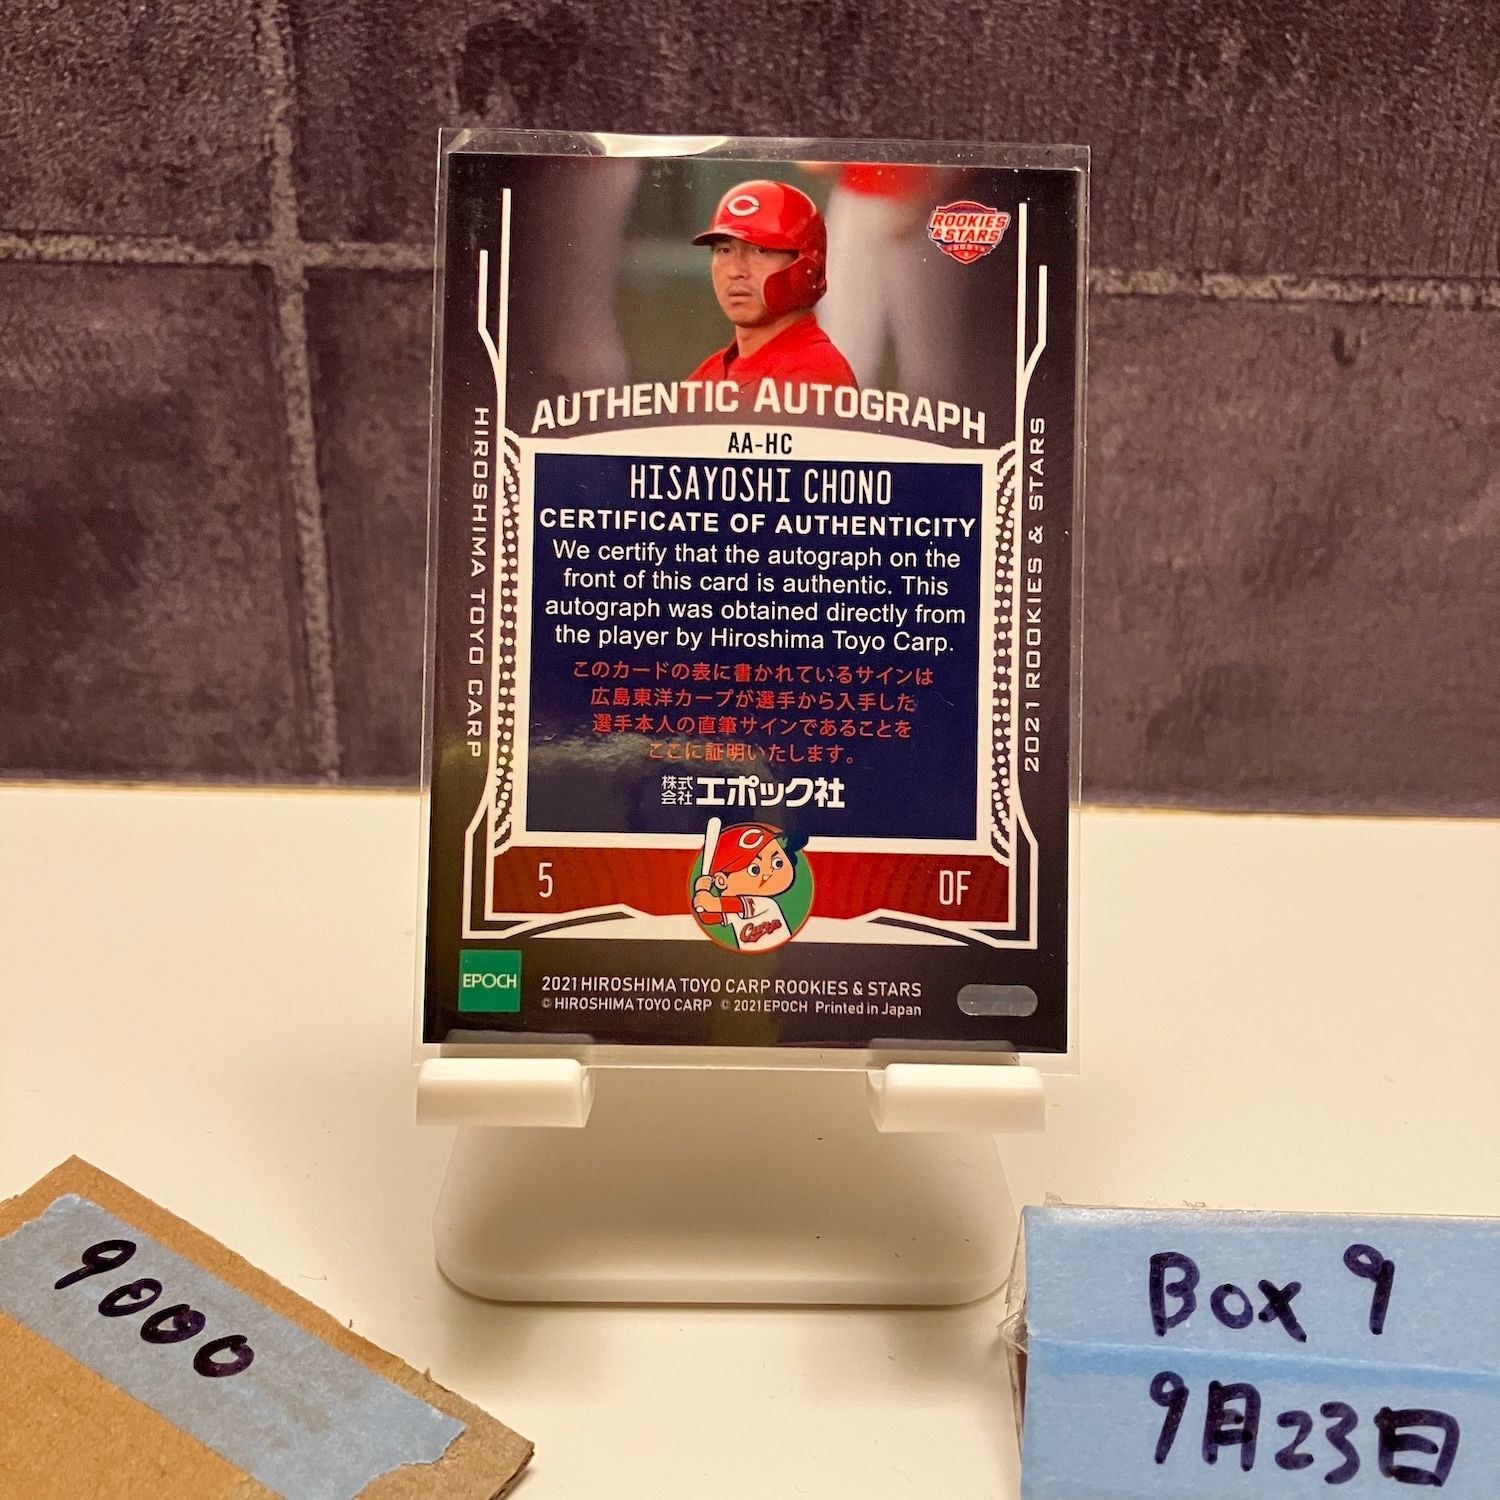 C
ROOKIES
& STARS
2021
AUTHENTIC AUTOGRAPH
AA-HC
HISAYOSHI CHONO
CERTIFICATE OF AUTHENTICITY
We certify that the autograph on the
front of this card is authentic. This
autograph was obtained directly from
the player by Hiroshima Toyo Carp.
このカードの表に書かれているサインは
広島東洋カープが選手から入手した
選手本人の直筆サインであることを
ここに証明いたします。
株式会社エポック社
HIROSHIMA TOYO CARP
2021 ROOKIES & STARS
5
C
Carp
OF
EPOCH
2021 HIROSHIMA TOYO CARP ROOKIES & STARS
© HIROSHIMA TOYO CARP © 2021 EPOCH Printed in Japan
9000
Box 9
9月23日